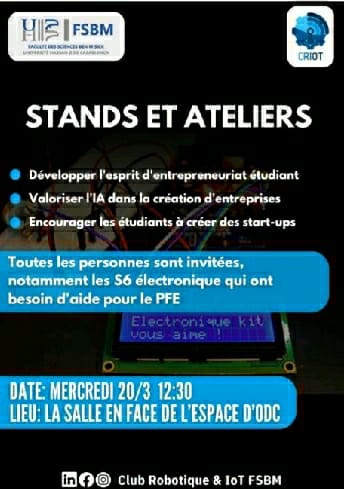 FSBM
FACULTÉ DES SCIENCES BEN M'SICK
UNIVERSITÉ HASSAN II DE CASABLANCA
CRIOT
STANDS ET ATELIERS
Développer l'esprit d'entrepreneuriat étudiant
Valoriser l'IA dans la création d'entreprises
Encourager les étudiants à créer des start-ups
Toutes les personnes sont invitées,
notamment les S6 électronique qui ont
besoin d'aide pour le PFE
Electronique kit
vous aime !
DATE: MERCREDI 20/3 12:30
LIEU: LA SALLE EN FACE DE L'ESPACE D'ODC
Club Robotique & IoT FSBM